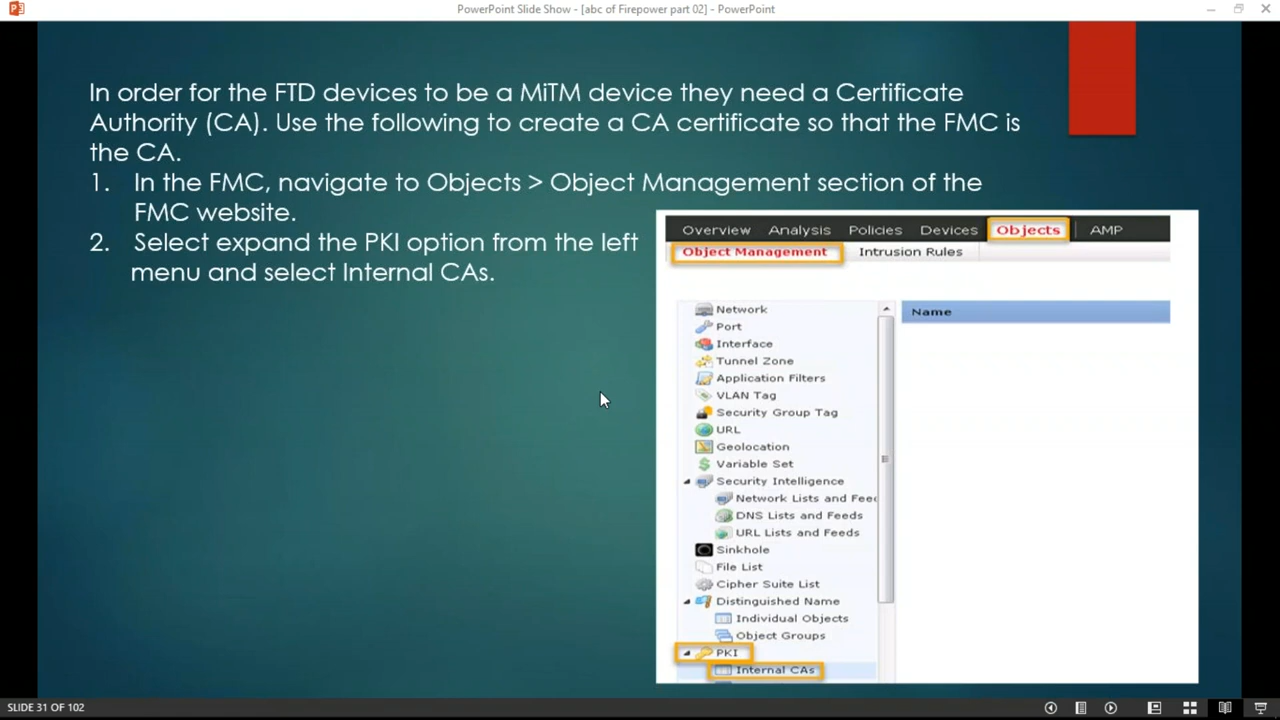 PowerPoint Slide Show - [abc of Firepower part 02] - PowerPoint
In order for the FTD devices to be a MiTM device they need a Certificate
Authority (CA). Use the following to create a CA certificate so that the FMC is
the CA.
1. In the FMC, navigate to Objects > Object Management section of the
FMC website.
2. Select expand the PKI option from the left
menu and select Internal CAs.
Overview Analysis Policies Devices Objects AMP
Object Management Intrusion Rules
Network
Port
Interface
Tunnel Zone
Application Filters
VLAN Tag
Security Group Tag
URL
Geolocation
Variable Set
Security Intelligence
Network Lists and Feed
DNS Lists and Feeds
URL Lists and Feeds
Sinkhole
File List
Cipher Suite List
Distinguished Name
Individual Objects
Object Groups
PKI
Internal CAs
Name
SLIDE 31 OF 102